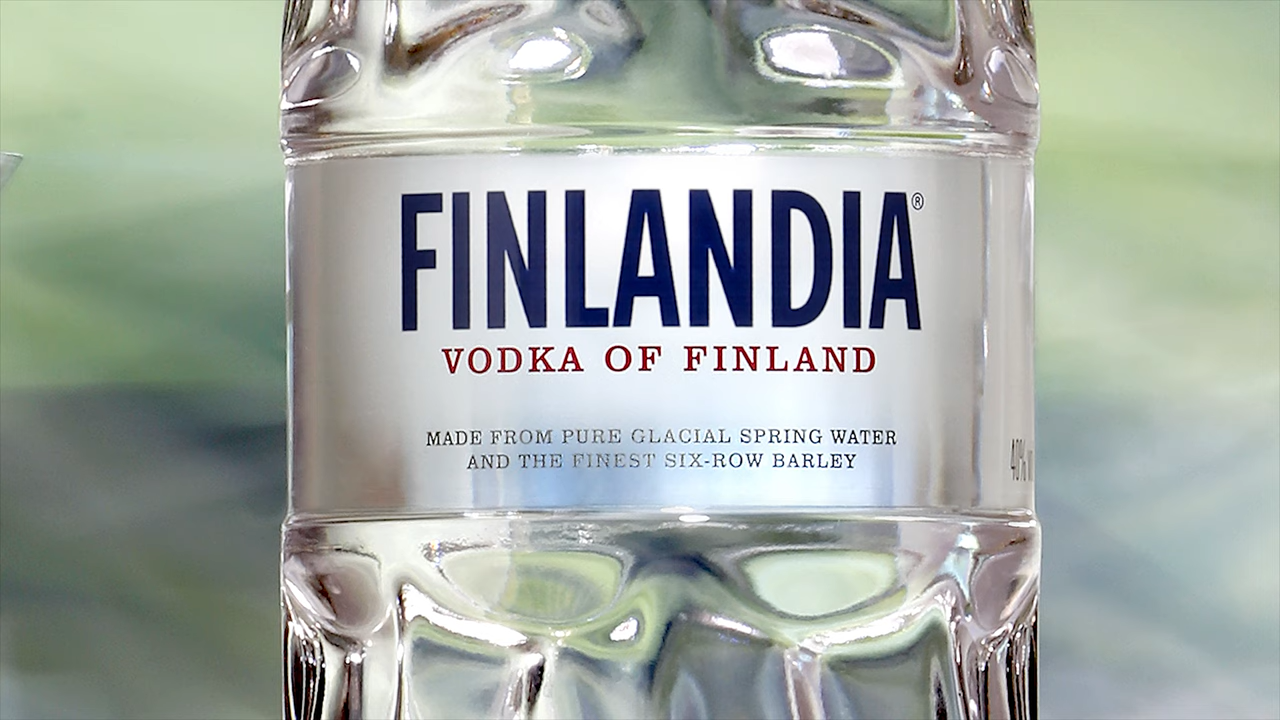 FINLANDIA®
VODKA OF FINLAND
MADE FROM PURE GLACIAL SPRING WATER
AND THE FINEST SIX-ROW BARLEY